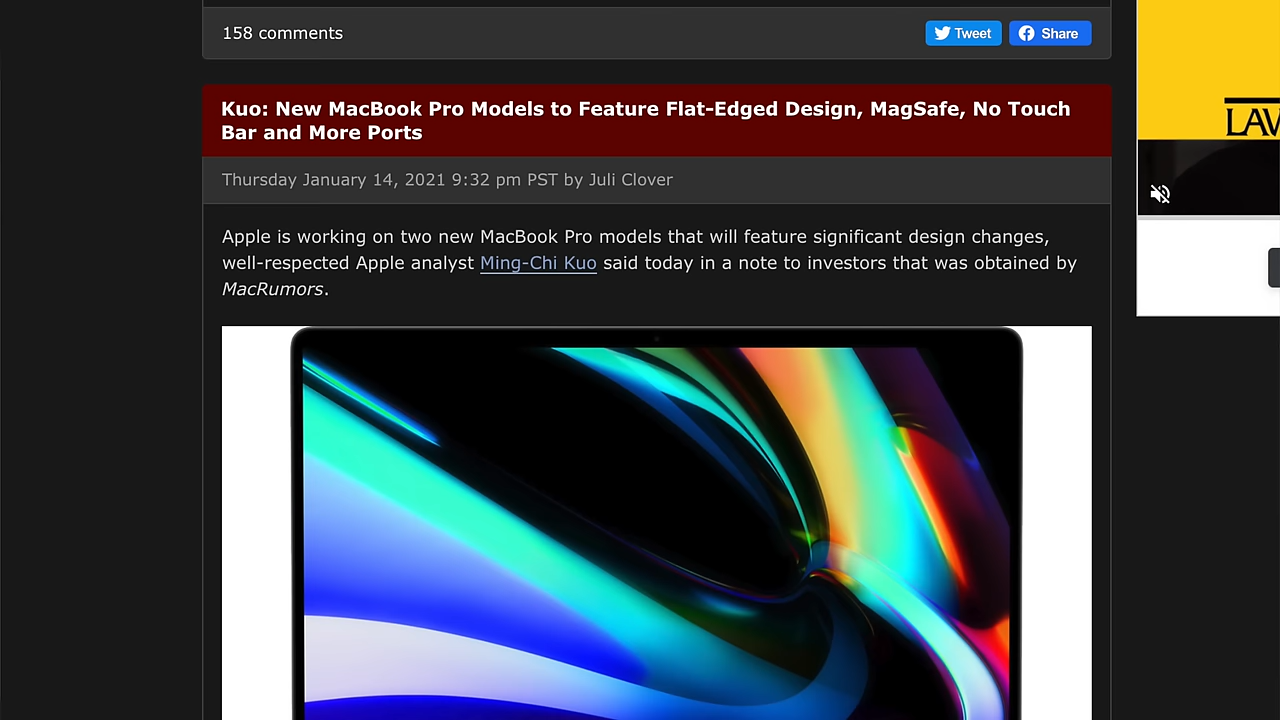 158 comments
Tweet
Share
Kuo: New MacBook Pro Models to Feature Flat-Edged Design, MagSafe, No Touch
Bar and More Ports
Thursday January 14, 2021 9:32 pm PST by Juli Clover
Apple is working on two new MacBook Pro models that will feature significant design changes,
well-respected Apple analyst Ming-Chi Kuo said today in a note to investors that was obtained by
MacRumors.